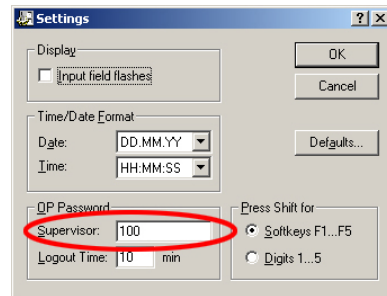 Settings
Display
Input field flashes
OK
Cancel
Time/Date Format
Date: DD.MM.YY
Time: HH:MM:SS
Defaults...
OP Password
Supervisor: 100
Logout Time: 10 min
Press Shift for
Softkeys F1...F5
Digits 1...5